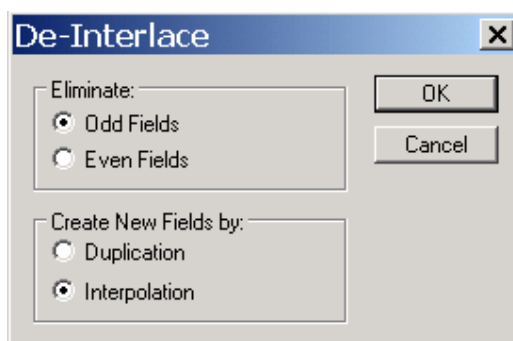 De-Interlace
Eliminate:
Odd Fields
Even Fields
OK
Cancel
Create New Fields by:
Duplication
Interpolation